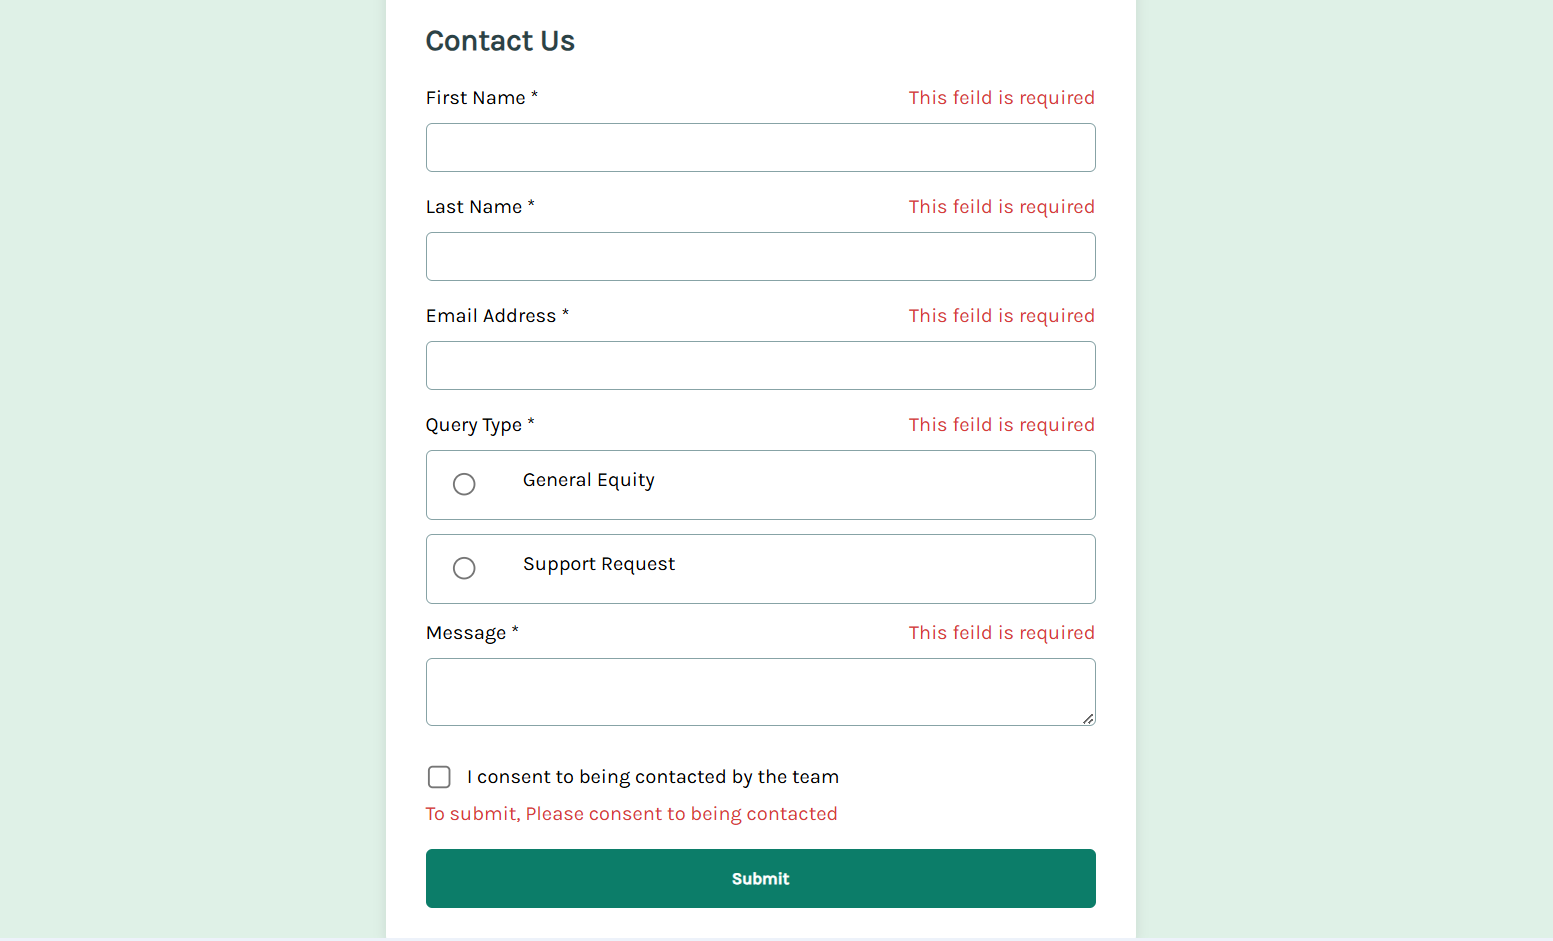 Contact Us
First Name * This feild is required
Last Name * This feild is required
Email Address * This feild is required
Query Type * This feild is required
General Equity
Support Request
Message * This feild is required
I consent to being contacted by the team
To submit, Please consent to being contacted
Submit